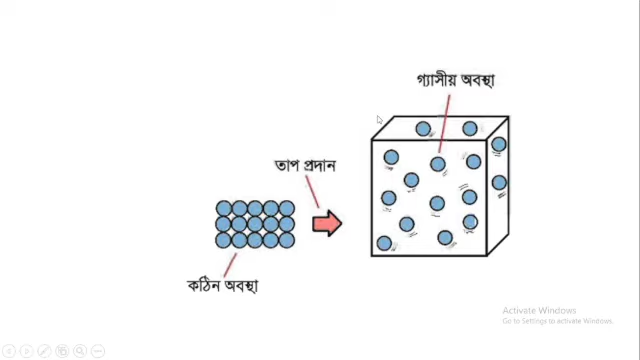 গ্যাসীয় অবস্থা
তাপ প্রদান
কঠিন অবস্থা
Activate Windows
Go to Settings to activate Windows.